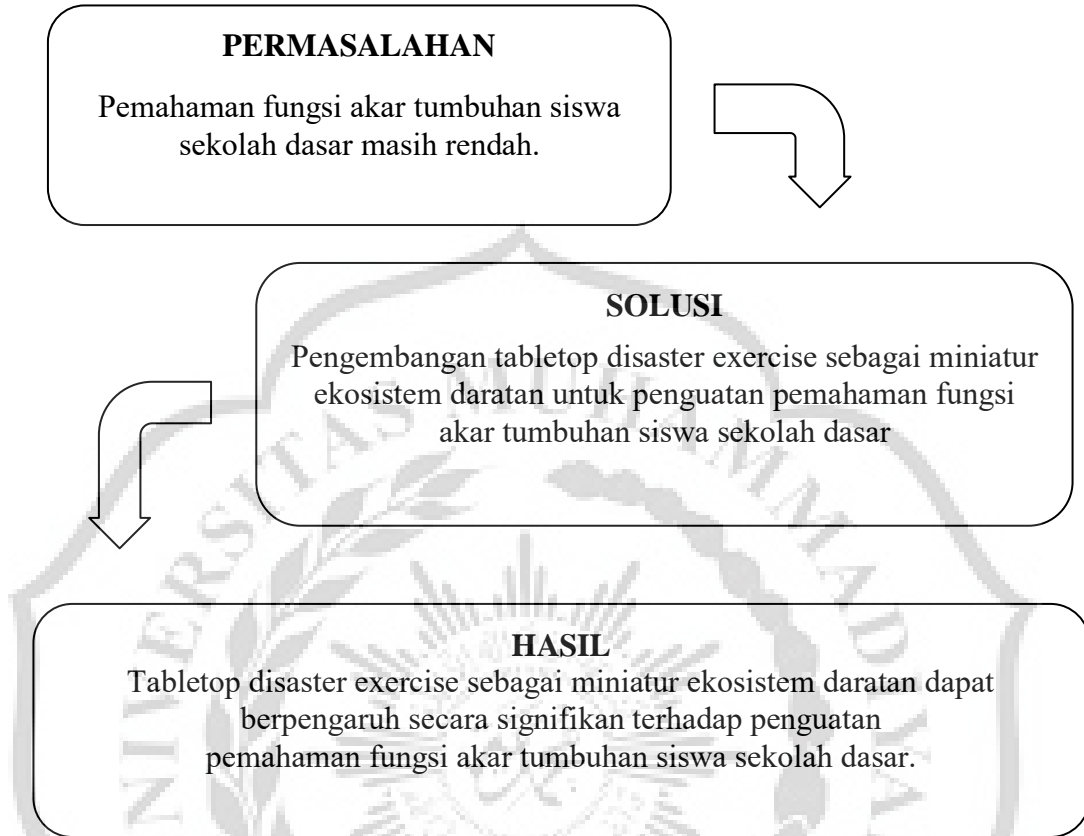 PERMASALAHAN
Pemahaman fungsi akar tumbuhan siswa
sekolah dasar masih rendah.
SOLUSI
Pengembangan tabletop disaster exercise sebagai miniatur
ekosistem daratan untuk penguatan pemahaman fungsi
akar tumbuhan siswa sekolah dasar
HASIL
Tabletop disaster exercise sebagai miniatur ekosistem daratan dapat
berpengaruh secara signifikan terhadap penguatan
pemahaman fungsi akar tumbuhan siswa sekolah dasar.
UNIVERSITAS MUHAMMADIYA